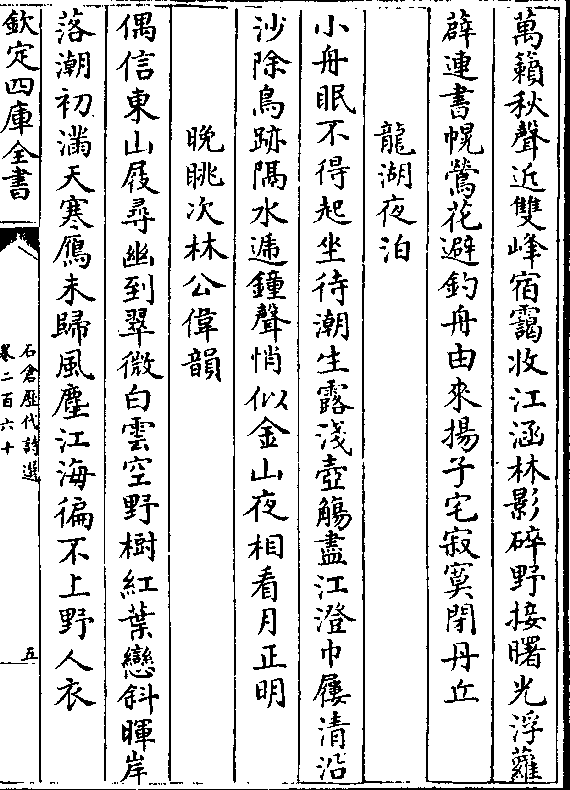 萬籟秋聲近雙峰宿靄收江涵林影碎野接曙光浮蘿
薜連書幌鶯花避釣舟由來揚子宅寂寞閉丹丘
龍湖夜泊
小舟眠不得起坐待潮生露淺壺觴盡江澄巾屨清沿
沙除鳥跡隔水遞鐘聲悄似金山夜相看月正明
晚眺次林公偉韻
偶信東山屐尋幽到翠微白雲空野樹紅葉戀斜暉岸
落潮初滿天寒鴈未歸風塵江海徧不上野人衣
欽定四庫全書
石倉歷代詩選
卷二百六十
五